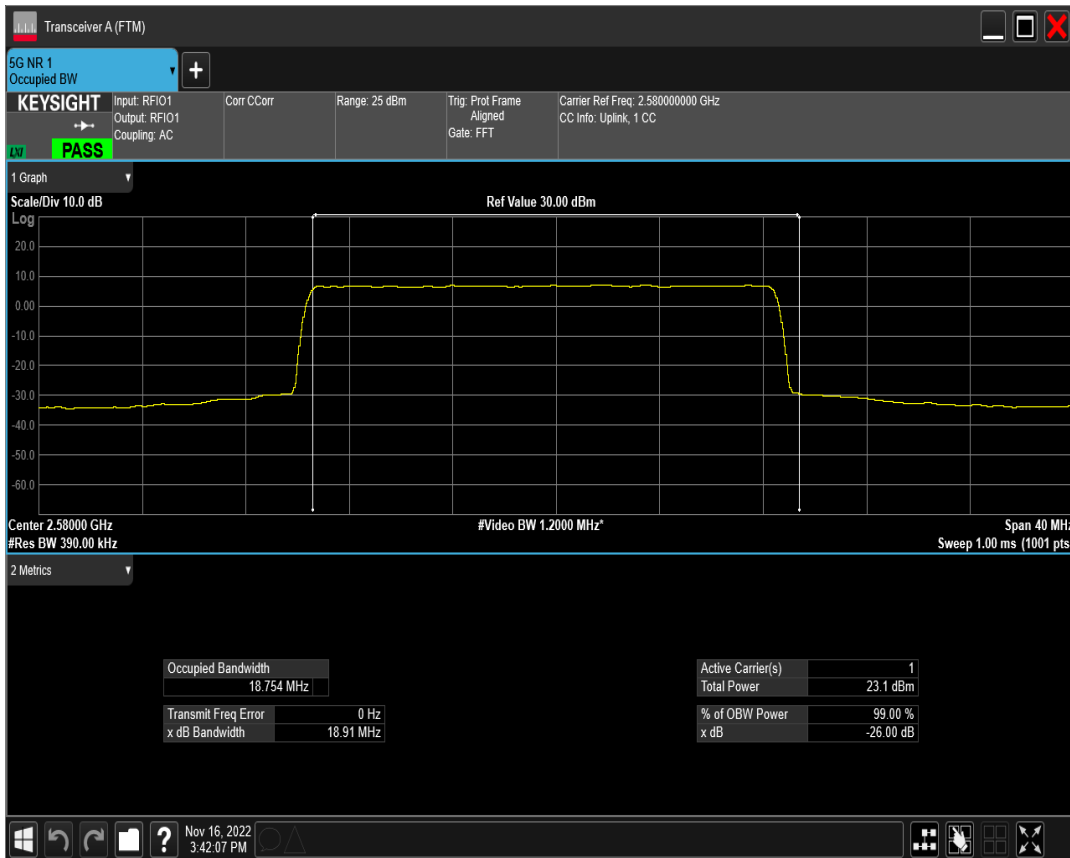 Transceiver A (FTM)
5G NR 1
Occupied BW
+
KEYSIGHT
LXI
PASS
Input: RFIO1
Output: RFIO1
Coupling: AC
Corr CCorr
Range: 25 dBm
Trig: Prot Frame
Aligned
Gate: FFT
Carrier Ref Freq: 2.580000000 GHz
CC Info: Uplink, 1 CC
1 Graph
Scale/Div 10.0 dB
Ref Value 30.00 dBm
Log
20.0
10.0
0.00
-10.0
-20.0
-30.0
-40.0
-50.0
-60.0
Center 2.58000 GHz
#Video BW 1.2000 MHz*
Span 40 MHz
#Res BW 390.00 kHz
Sweep 1.00 ms (1001 pts
2 Metrics
Occupied Bandwidth
18.754 MHz
Transmit Freq Error 0 Hz
x dB Bandwidth 18.91 MHz
Active Carrier(s) 1
Total Power 23.1 dBm
% of OBW Power 99.00 %
x dB -26.00 dB
?
Nov 16, 2022
3:42:07 PM